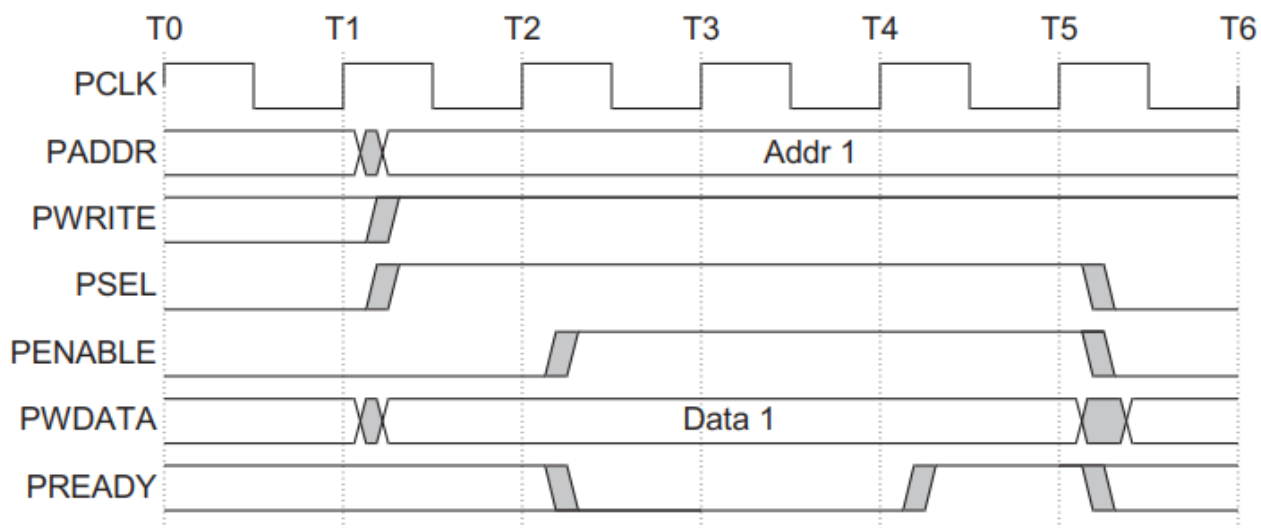 T0 T1 T2 T3 T4 T5 T6
PCLK
PADDR Addr 1
PWRITE
PSEL
PENABLE
PWDATA Data 1
PREADY